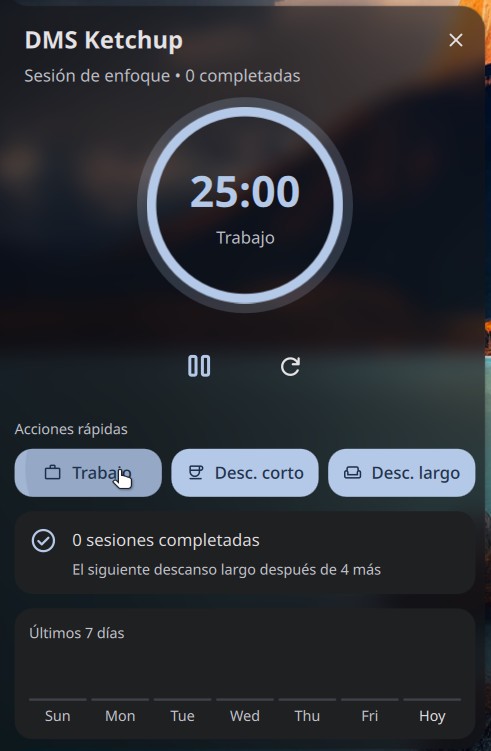 DMS Ketchup
Sesión de enfoque • 0 completadas
25:00
Trabajo
Acciones rápidas
Trabajo Desc. corto Desc. largo
0 sesiones completadas
El siguiente descanso largo después de 4 más
Últimos 7 días
Sun Mon Tue Wed Thu Fri Hoy